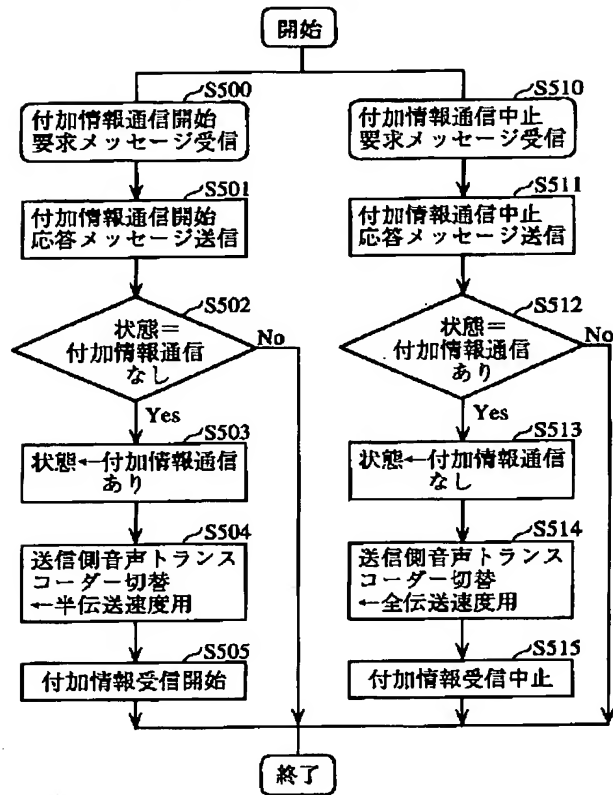 開始
S500
付加情報通信開始
要求メッセージ受信
S501
付加情報通信開始
応答メッセージ送信
S502
状態=
付加情報通信
なし
No
Yes
S503
状態←付加情報通信
あり
S504
送信側音声トランス
コーダー切替
←半伝送速度用
S505
付加情報受信開始
S510
付加情報通信中止
要求メッセージ受信
S511
付加情報通信中止
応答メッセージ送信
S512
状態=
付加情報通信
あり
No
Yes
S513
状態←付加情報通信
なし
S514
送信側音声トランス
コーダー切替
←全伝送速度用
S515
付加情報受信中止
終了